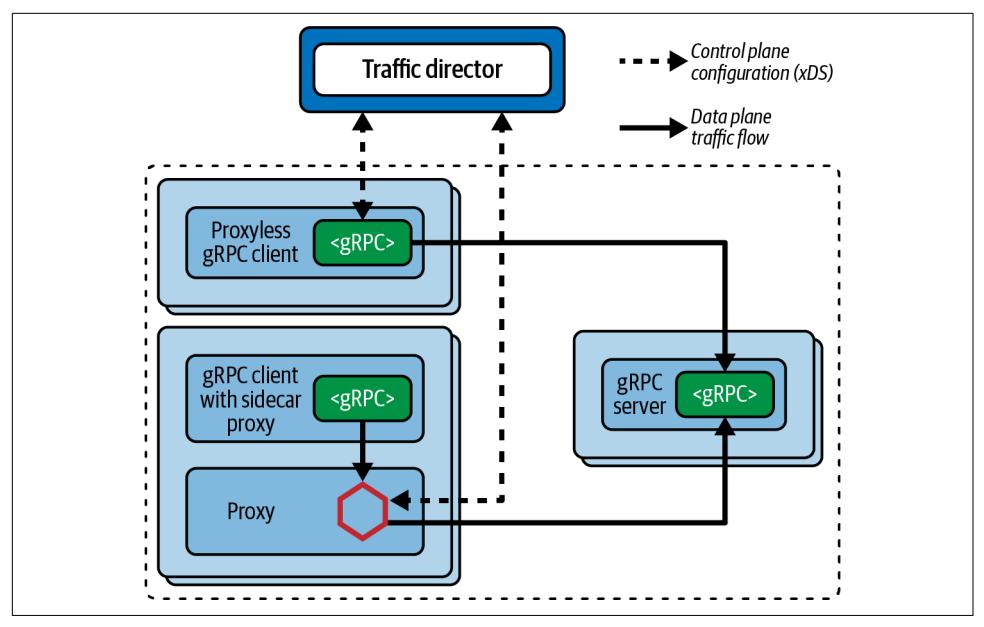 Traffic director
Control plane
configuration (xDS)
Data plane
traffic flow
Proxyless
gRPC client
<gRPC>
gRPC client
with sidecar
proxy
<gRPC>
Proxy
gRPC
server
<gRPC>